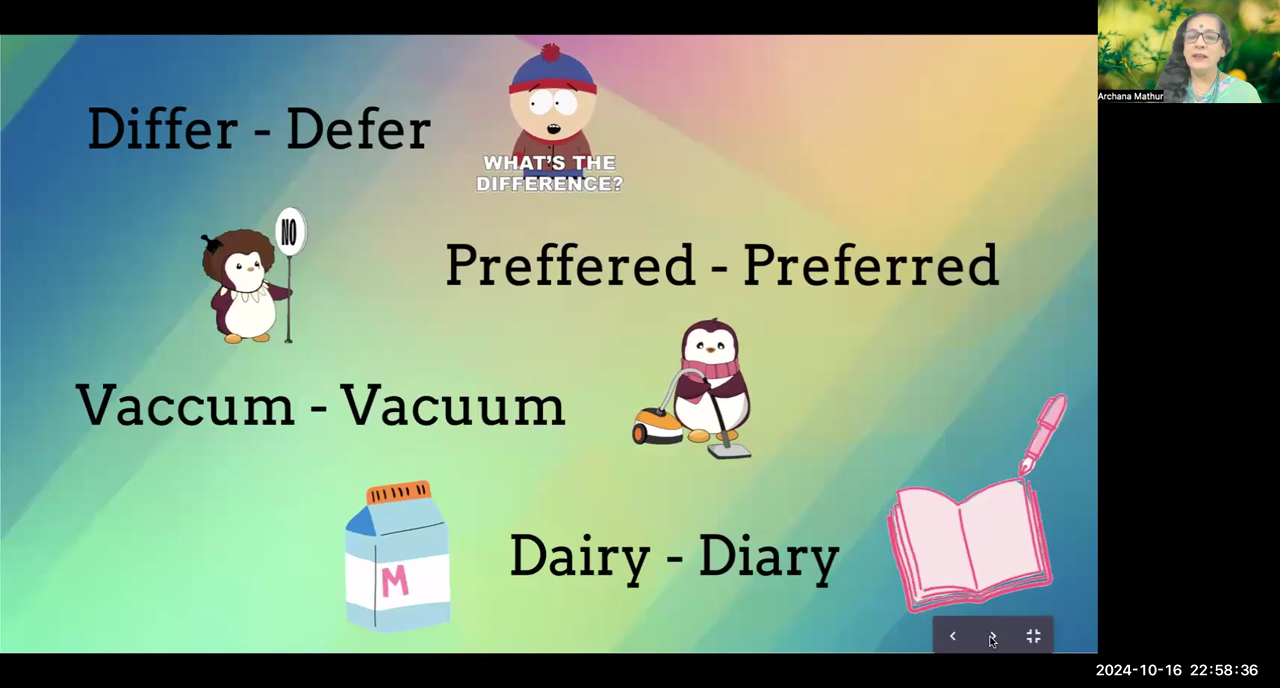 Archana Mathur
Differ - Defer
WHAT'S THE
DIFFERENCE?
NO
Preffered - Preferred
Vaccum - Vacuum
M
Dairy - Diary
2024-10-16 22:58:36